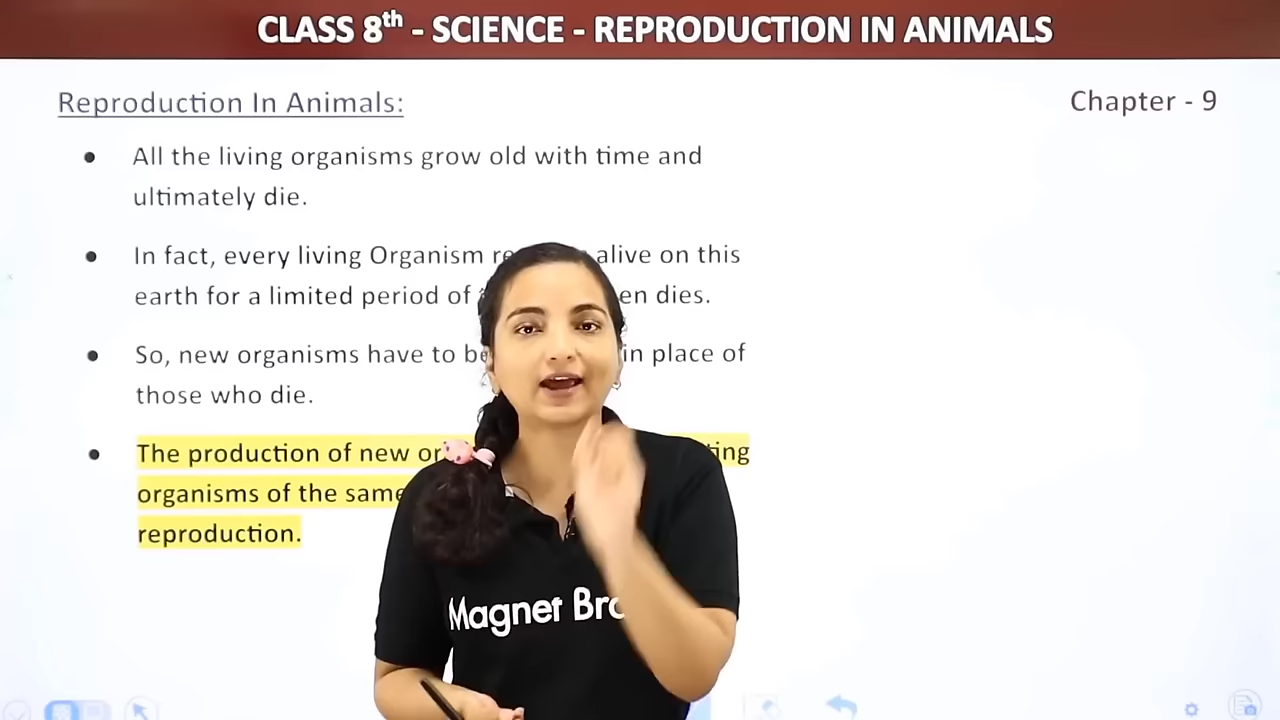 CLASS 8th - SCIENCE - REPRODUCTION IN ANIMALS
Reproduction In Animals:
Chapter - 9
All the living organisms grow old with time and
ultimately die.
In fact, every living Organism alive on this
earth for a limited period of dies.
So, new organisms have to in place of
those who die.
The production of new
organisms of the same
reproduction.
Magnet